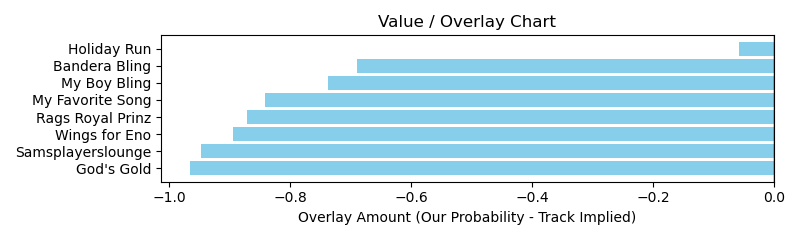 Value / Overlay Chart
Holiday Run
Bandera Bling
My Boy Bling
My Favorite Song
Rags Royal Prinz
Wings for Eno
Samsplayerslounge
God's Gold
−1.0 −0.8 −0.6 −0.4 −0.2 0.0
Overlay Amount (Our Probability - Track Implied)